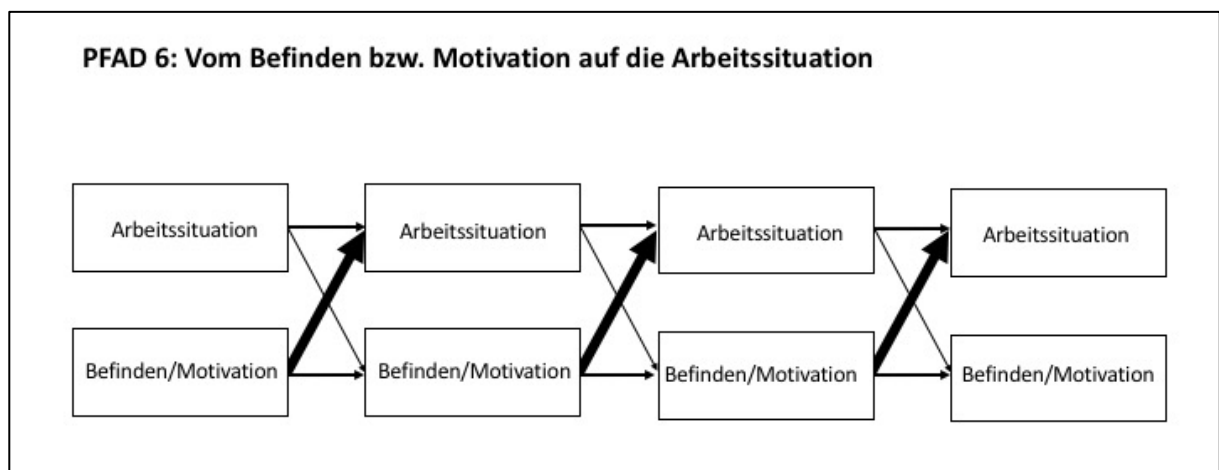 PFAD 6: Vom Befinden bzw. Motivation auf die Arbeitssituation
Arbeitssituation
Arbeitssituation
Arbeitssituation
Arbeitssituation
Befinden/Motivation
Befinden/Motivation
Befinden/Motivation
Befinden/Motivation